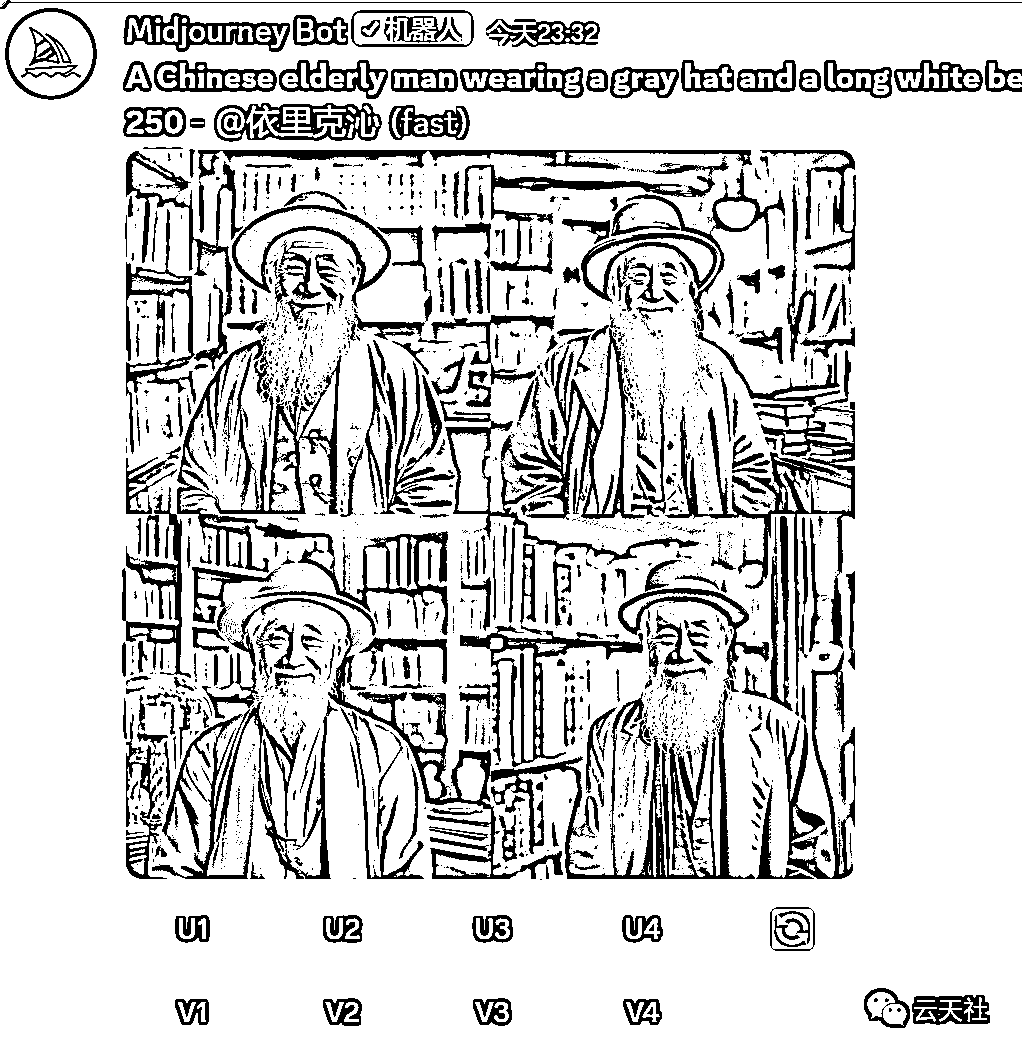 Midjourney Bot ✓机器人 今天23:32
A Chinese elderly man wearing a gray hat and a long white be
250 - @依里克沁 (fast)
U1 U2 U3 U4
V1 V2 V3 V4
云天社